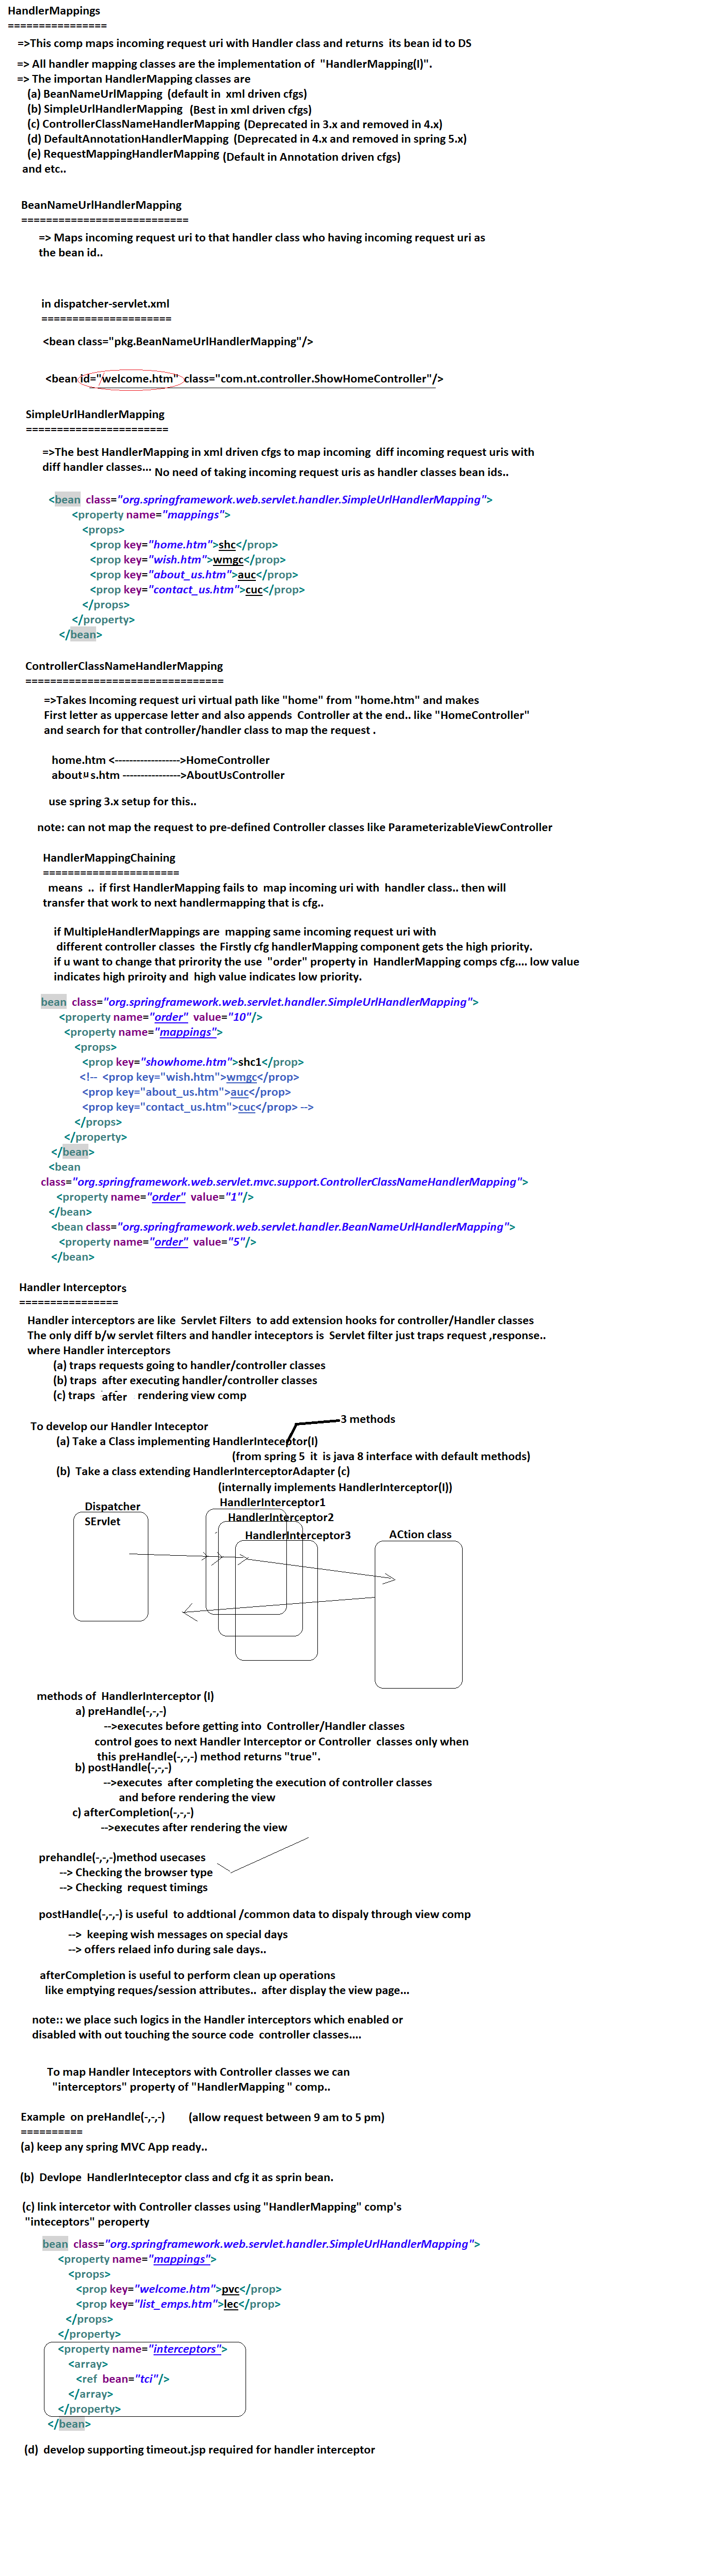 HandlerMappings
================
=>This comp maps incoming request uri with Handler class and returns its bean id to DS
=> All handler mapping classes are the implementation of "HandlerMapping(I)".
=> The importan HandlerMapping classes are
(a) BeanNameUrlMapping (default in xml driven cfgs)
(b) SimpleUrlHandlerMapping (Best in xml driven cfgs)
(c) ControllerClassNameHandlerMapping (Deprecated in 3.x and removed in 4.x)
(d) DefaultAnnotationHandlerMapping (Deprecated in 4.x and removed in spring 5.x)
(e) RequestMappingHandlerMapping (Default in Annotation driven cfgs)
and etc..
BeanNameUrlHandlerMapping
===========================
=> Maps incoming request uri to that handler class who having incoming request uri as
the bean id..
in dispatcher-servlet.xml
=====================
<bean class="pkg.BeanNameUrlHandlerMapping"/>
<bean id="welcome.htm" class="com.nt.controller.ShowHomeController"/>
SimpleUrlHandlerMapping
=======================
=>The best HandlerMapping in xml driven cfgs to map incoming diff incoming request uris with
diff handler classes... No need of taking incoming request uris as handler classes bean ids..
<bean class="org.springframework.web.servlet.handler.SimpleUrlHandlerMapping">
<property name="mappings">
<props>
<prop key="home.htm">shc</prop>
<prop key="wish.htm">wmgc</prop>
<prop key="about_us.htm">auc</prop>
<prop key="contact_us.htm">cuc</prop>
</props>
</property>
</bean>
ControllerClassNameHandlerMapping
================================
=>Takes Incoming request uri virtual path like "home" from "home.htm" and makes
First letter as uppercase letter and also appends Controller at the end.. like "HomeController"
and search for that controller/handler class to map the request .
home.htm <------------------>HomeController
aboutus.htm ---------------->AboutUsController
use spring 3.x setup for this..
note: can not map the request to pre-defined Controller classes like ParameterizableViewController
HandlerMappingChaining
======================
means .. if first HandlerMapping fails to map incoming uri with handler class.. then will
transfer that work to next handlermapping that is cfg..
if MultipleHandlerMappings are mapping same incoming request uri with
different controller classes the Firstly cfg handlerMapping component gets the high priority.
if u want to change that prirority the use "order" property in HandlerMapping comps cfg.... low value
indicates high priroity and high value indicates low priority.
bean class="org.springframework.web.servlet.handler.SimpleUrlHandlerMapping">
<property name="order" value="10"/>
<property name="mappings">
<props>
<prop key="showhome.htm">shc1</prop>
<!-- <prop key="wish.htm">wmgc</prop>
<prop key="about_us.htm">auc</prop>
<prop key="contact_us.htm">cuc</prop> -->
</props>
</property>
</bean>
<bean
class="org.springframework.web.servlet.mvc.support.ControllerClassNameHandlerMapping">
<property name="order" value="1"/>
</bean>
<bean class="org.springframework.web.servlet.handler.BeanNameUrlHandlerMapping">
<property name="order" value="5"/>
</bean>
Handler Interceptors
================
Handler interceptors are like Servlet Filters to add extension hooks for controller/Handler classes
The only diff b/w servlet filters and handler inteceptors is Servlet filter just traps request ,response..
where Handler interceptors
(a) traps requests going to handler/controller classes
(b) traps after executing handler/controller classes
(c) traps after rendering view comp
3 methods
To develop our Handler Inteceptor
(a) Take a Class implementing HandlerInteceptor(I)
(from spring 5 it is java 8 interface with default methods)
(b) Take a class extending HandlerInterceptorAdapter (c)
(internally implements HandlerInterceptor(I))
Dispatcher
SErvlet
HandlerInterceptor1
HandlerInterceptor2
HandlerInterceptor3
ACtion class
methods of HandlerInterceptor (I)
a) preHandle(-,-,-)
-->executes before getting into Controller/Handler classes
control goes to next Handler Interceptor or Controller classes only when
this preHandle(-,-,-) method returns "true".
b) postHandle(-,-,-)
-->executes after completing the execution of controller classes
and before rendering the view
c) afterCompletion(-,-,-)
-->executes after rendering the view
prehandle(-,-,-)method usecases
--> Checking the browser type
--> Checking request timings
postHandle(-,-,-) is useful to addtional /common data to dispaly through view comp
--> keeping wish messages on special days
--> offers relaed info during sale days..
afterCompletion is useful to perform clean up operations
like emptying reques/session attributes.. after display the view page...
note:: we place such logics in the Handler interceptors which enabled or
disabled with out touching the source code controller classes....
To map Handler Inteceptors with Controller classes we can
"interceptors" property of "HandlerMapping " comp..
Example on preHandle(-,-,-) (allow request between 9 am to 5 pm)
==========
(a) keep any spring MVC App ready..
(b) Devlope HandlerInteceptor class and cfg it as sprin bean.
(c) link intercetor with Controller classes using "HandlerMapping" comp's
"inteceptors" peroperty
bean class="org.springframework.web.servlet.handler.SimpleUrlHandlerMapping">
<property name="mappings">
<props>
<prop key="welcome.htm">pvc</prop>
<prop key="list_emps.htm">lec</prop>
</props>
</property>
<property name="interceptors">
<array>
<ref bean="tci"/>
</array>
</property>
</bean>
(d) develop supporting timeout.jsp required for handler interceptor